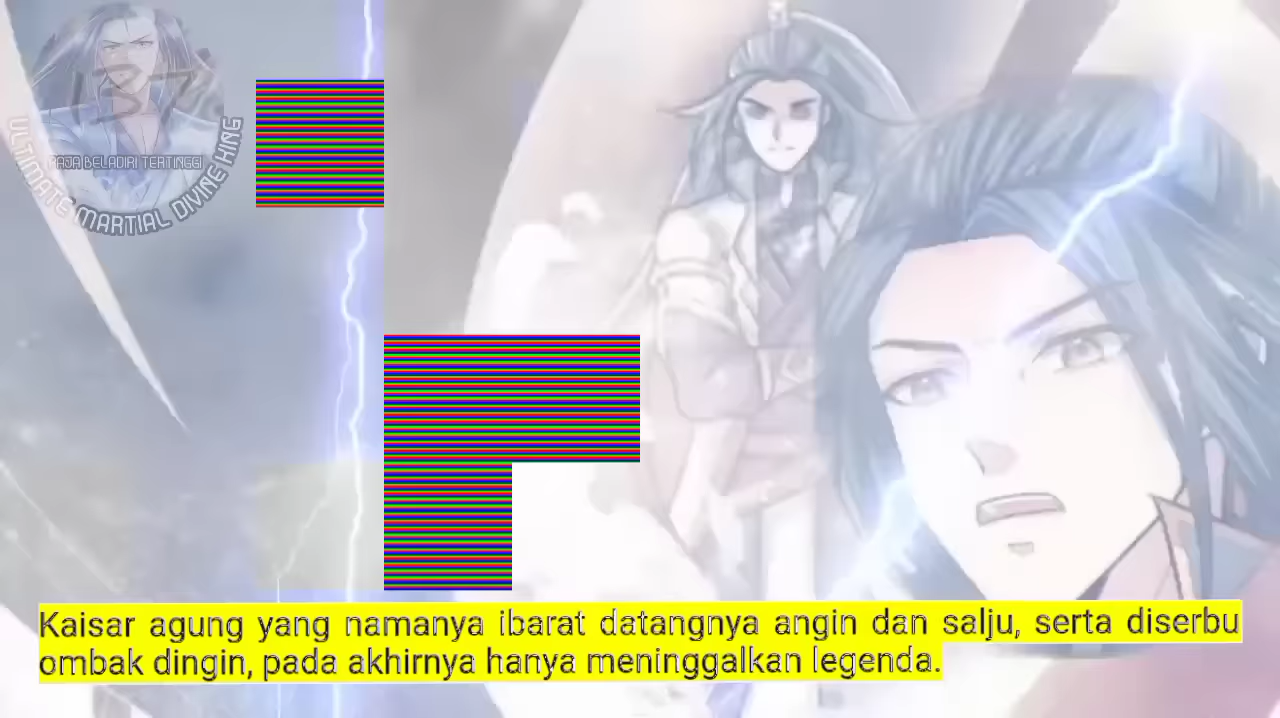 RAJA BELADIRI TERTINGGI
ULTIMATE MARTIAL DIVINE KING
Kaisar agung yang namanya ibarat datangnya angin dan salju, serta diserbu
ombak dingin, pada akhirnya hanya meninggalkan legenda.